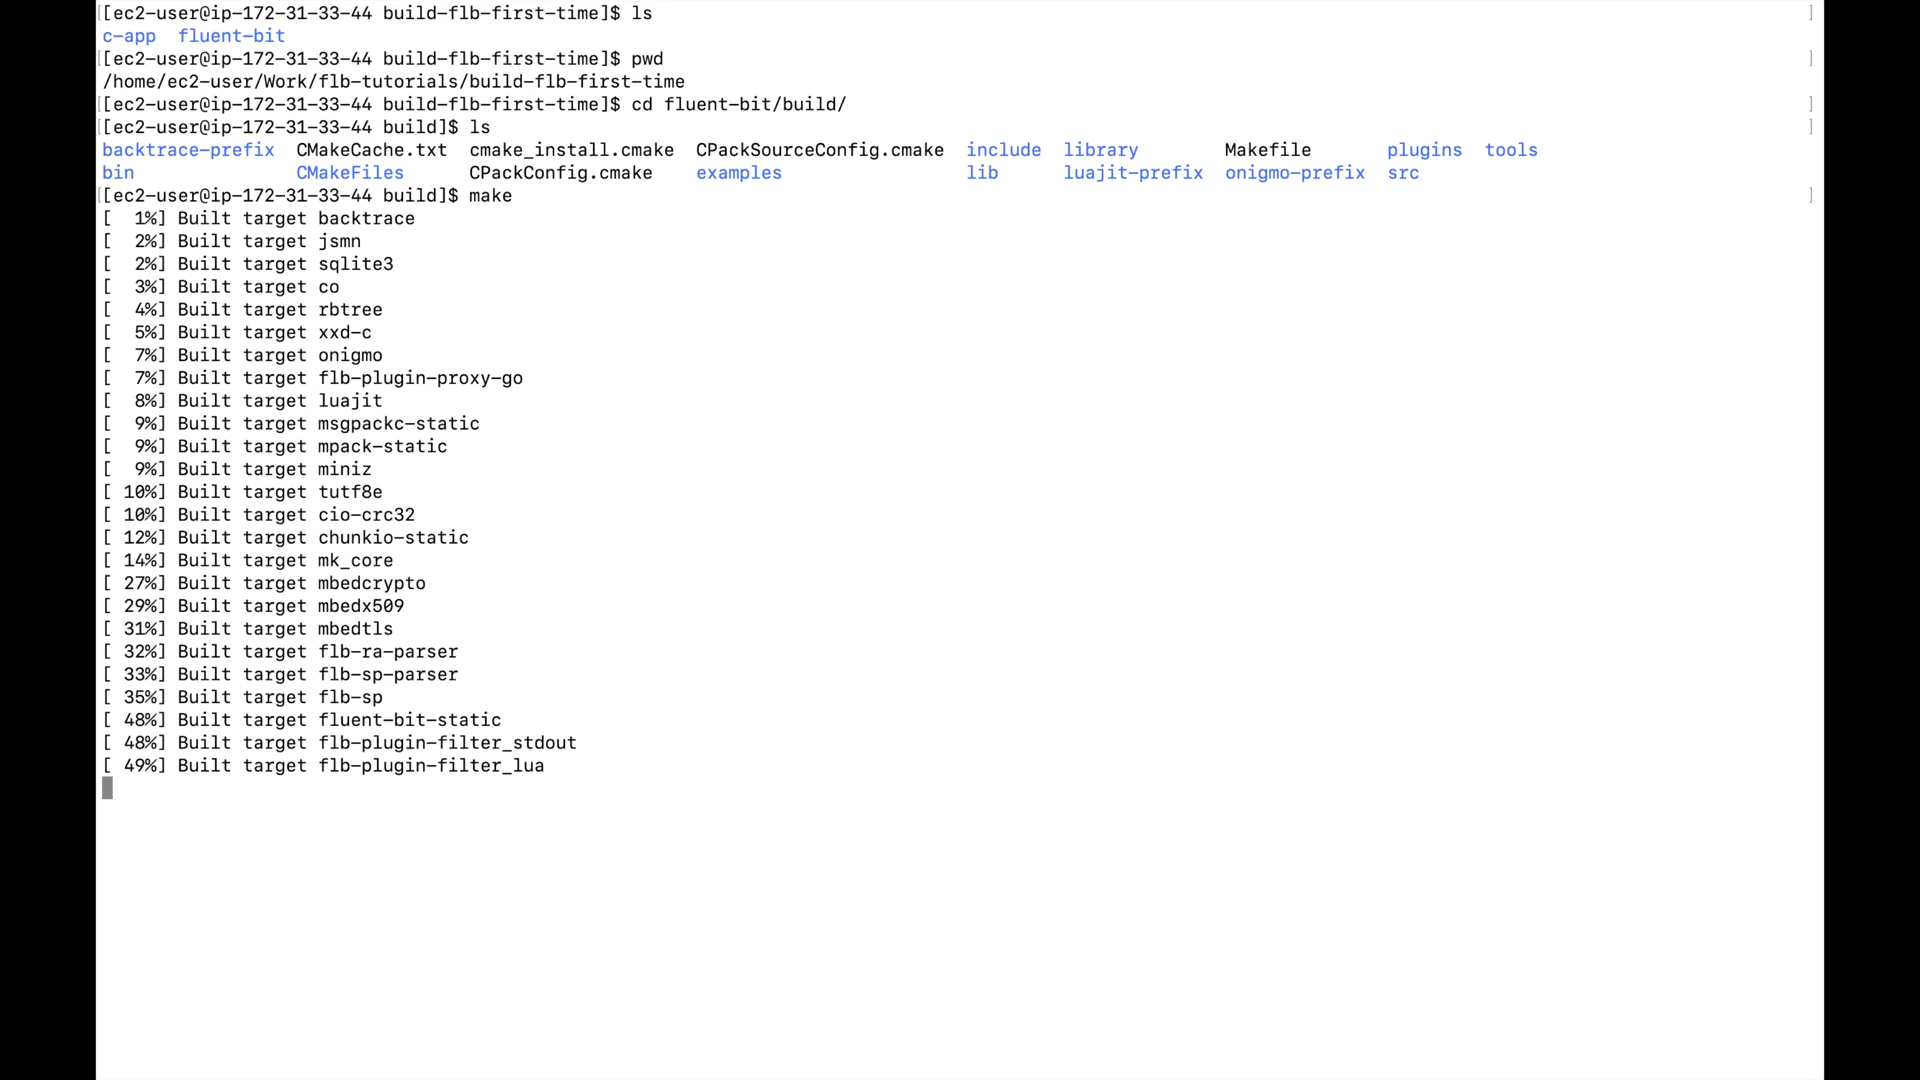 [[ec2-user@ip-172-31-33-44 build-flb-first-time]$ ls ]
c-app fluent-bit
[[ec2-user@ip-172-31-33-44 build-flb-first-time]$ pwd ]
/home/ec2-user/Work/flb-tutorials/build-flb-first-time
[[ec2-user@ip-172-31-33-44 build-flb-first-time]$ cd fluent-bit/build/ ]
[[ec2-user@ip-172-31-33-44 build]$ ls ]
backtrace-prefix CMakeCache.txt cmake_install.cmake CPackSourceConfig.cmake include library Makefile plugins tools
bin CMakeFiles CPackConfig.cmake examples lib luajit-prefix onigmo-prefix src
[[ec2-user@ip-172-31-33-44 build]$ make ]
[ 1%] Built target backtrace
[ 2%] Built target jsmn
[ 2%] Built target sqlite3
[ 3%] Built target co
[ 4%] Built target rbtree
[ 5%] Built target xxd-c
[ 7%] Built target onigmo
[ 7%] Built target flb-plugin-proxy-go
[ 8%] Built target luajit
[ 9%] Built target msgpackc-static
[ 9%] Built target mpack-static
[ 9%] Built target miniz
[ 10%] Built target tutf8e
[ 10%] Built target cio-crc32
[ 12%] Built target chunkio-static
[ 14%] Built target mk_core
[ 27%] Built target mbedcrypto
[ 29%] Built target mbedx509
[ 31%] Built target mbedtls
[ 32%] Built target flb-ra-parser
[ 33%] Built target flb-sp-parser
[ 35%] Built target flb-sp
[ 48%] Built target fluent-bit-static
[ 48%] Built target flb-plugin-filter_stdout
[ 49%] Built target flb-plugin-filter_lua